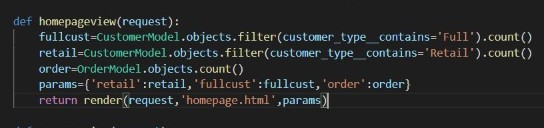 def homepageview(request):
    fullcust=CustomerModel.objects.filter(customer_type__contains='Full').count()
    retail=CustomerModel.objects.filter(customer_type__contains='Retail').count()
    order=OrderModel.objects.count()
    params={'retail':retail,'fullcust':fullcust,'order':order}
    return render(request,'homepage.html',params)